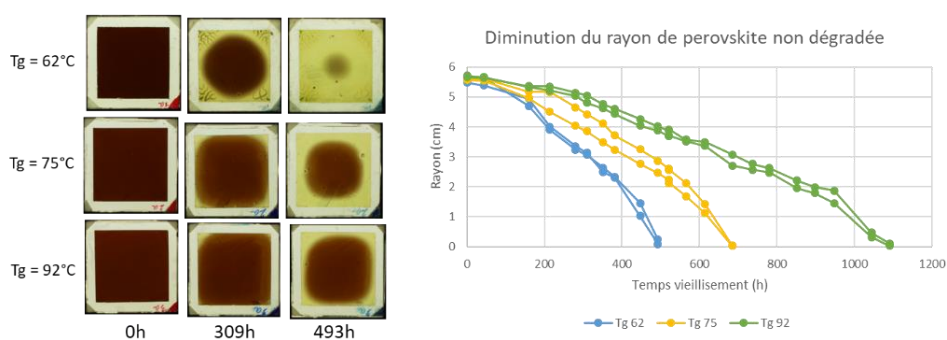 Tg = 62°C
Tg = 75°C
Tg = 92°C
0h
309h
493h
Diminution du rayon de perovskite non dégradée
Rayon (cm)
6
5
4
3
2
1
0
0 200 400 600 800 1000 1200
Temps vieillisement (h)
Tg 62 Tg 75 Tg 92